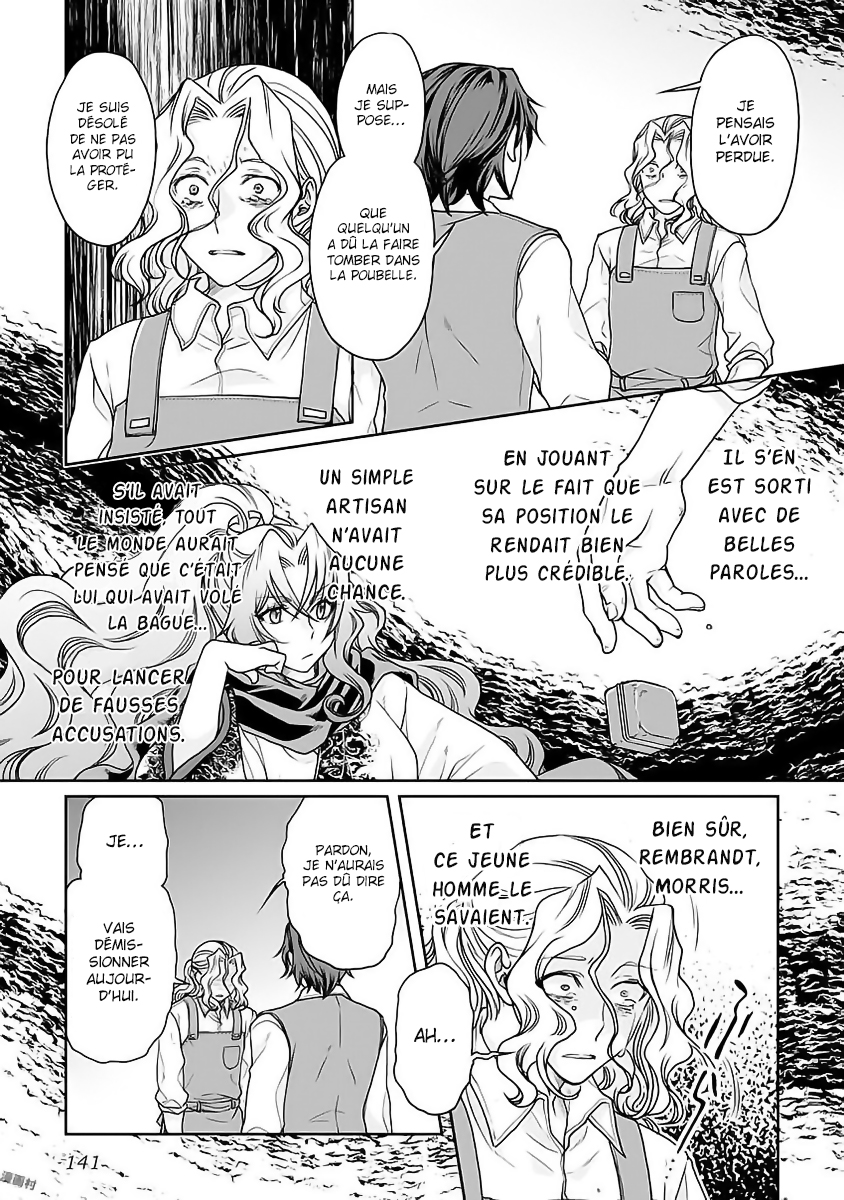 JE
PENSAIS
L'AVOIR
PERDUE.
MAIS
JE SUP-
POSE...
QUE
QUELQU'UN
A DÛ LA FAIRE
TOMBER DANS
LA POUBELLE.
JE SUIS
DÉSOLÉ
DE NE PAS
AVOIR PU
LA PROTÉ-
GER.
IL S'EN
EST SORTI
AVEC DE
BELLES
PAROLES...
EN JOUANT
SUR LE FAIT QUE
SA POSITION LE
RENDAIT BIEN
PLUS CRÉDIBLE.
UN SIMPLE
ARTISAN
N'AVAIT
AUCUNE
CHANCE.
S'IL AVAIT
INSISTÉ, TOUT
LE MONDE AURAIT
PENSÉ QUE C'ÉTAIT
LUI QUI AVAIT VOLÉ
LA BAGUE...
POUR LANCER
DE FAUSSES
ACCUSATIONS.
BIEN SÛR,
REMBRANDT,
MORRIS...
ET
CE JEUNE
HOMME LE
SAVAIENT.
AH...
PARDON,
JE N'AURAIS
PAS DÛ DIRE
ÇA.
JE...
VAIS
DÉMIS-
SIONNER
AUJOUR-
D'HUI.
141
漫画村